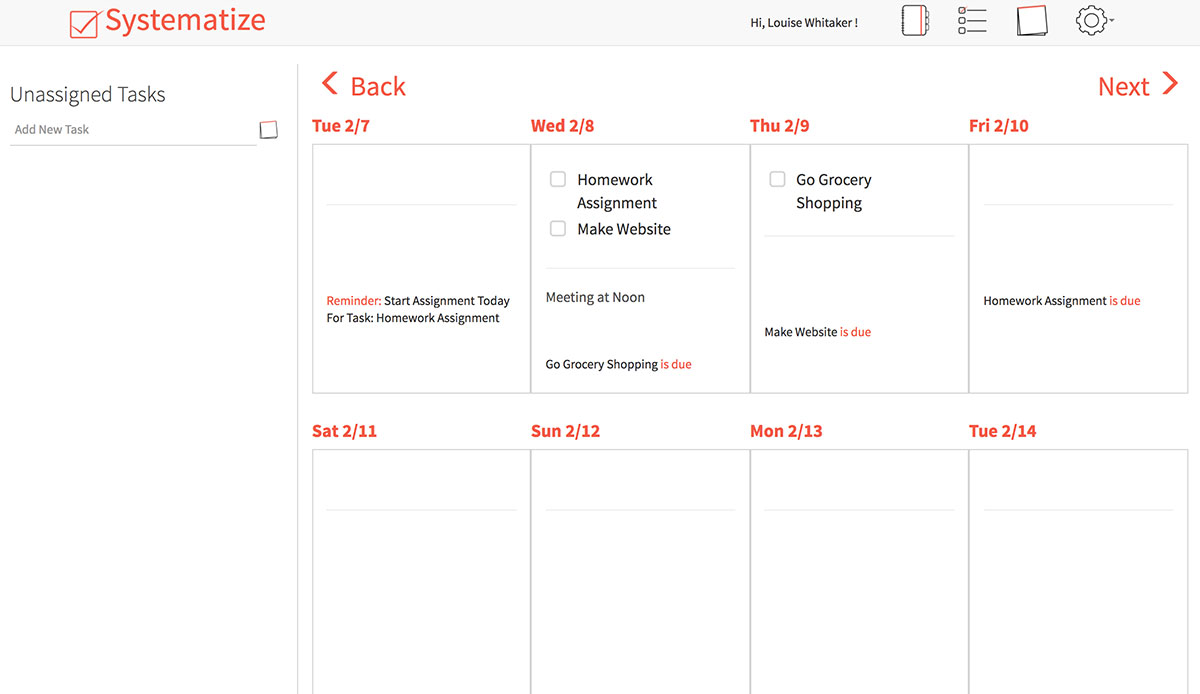 Systematize
Hi, Louise Whitaker !
Unassigned Tasks
Add New Task
Back
Next
Tue 2/7
Wed 2/8
Thu 2/9
Fri 2/10
Reminder: Start Assignment Today
For Task: Homework Assignment
Homework
Assignment
Make Website
Meeting at Noon
Go Grocery Shopping is due
Go Grocery
Shopping
Make Website is due
Homework Assignment is due
Sat 2/11
Sun 2/12
Mon 2/13
Tue 2/14